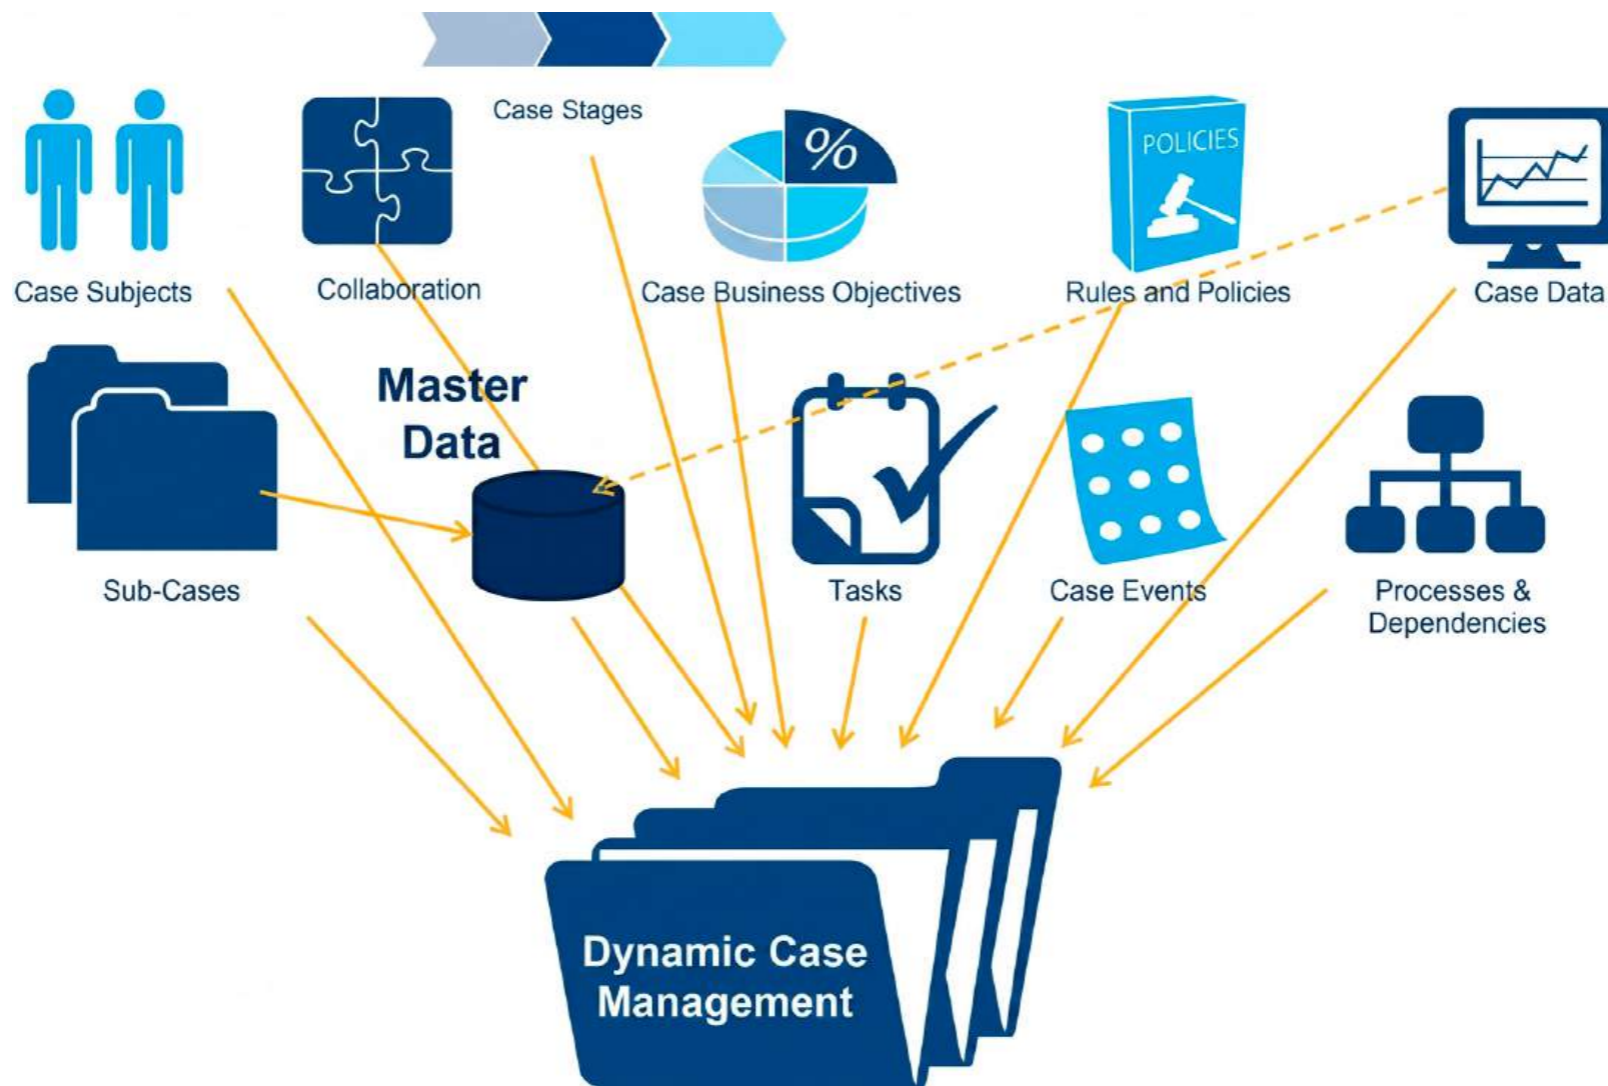 Case Stages
%
POLICIES
Case Subjects
Collaboration
Case Business Objectives
Rules and Policies
Case Data
Master
Data
Sub-Cases
Tasks
Case Events
Processes &
Dependencies
Dynamic Case
Management